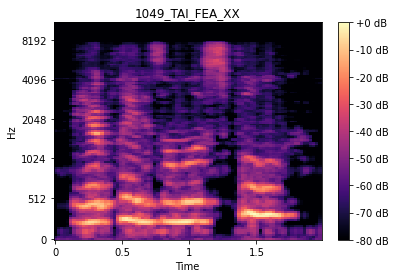 1049_TAI_FEA_XX
Hz
8192
4096
2048
1024
512
0
0
0.5
1
1.5
Time
+0 dB
-10 dB
-20 dB
-30 dB
-40 dB
-50 dB
-60 dB
-70 dB
-80 dB